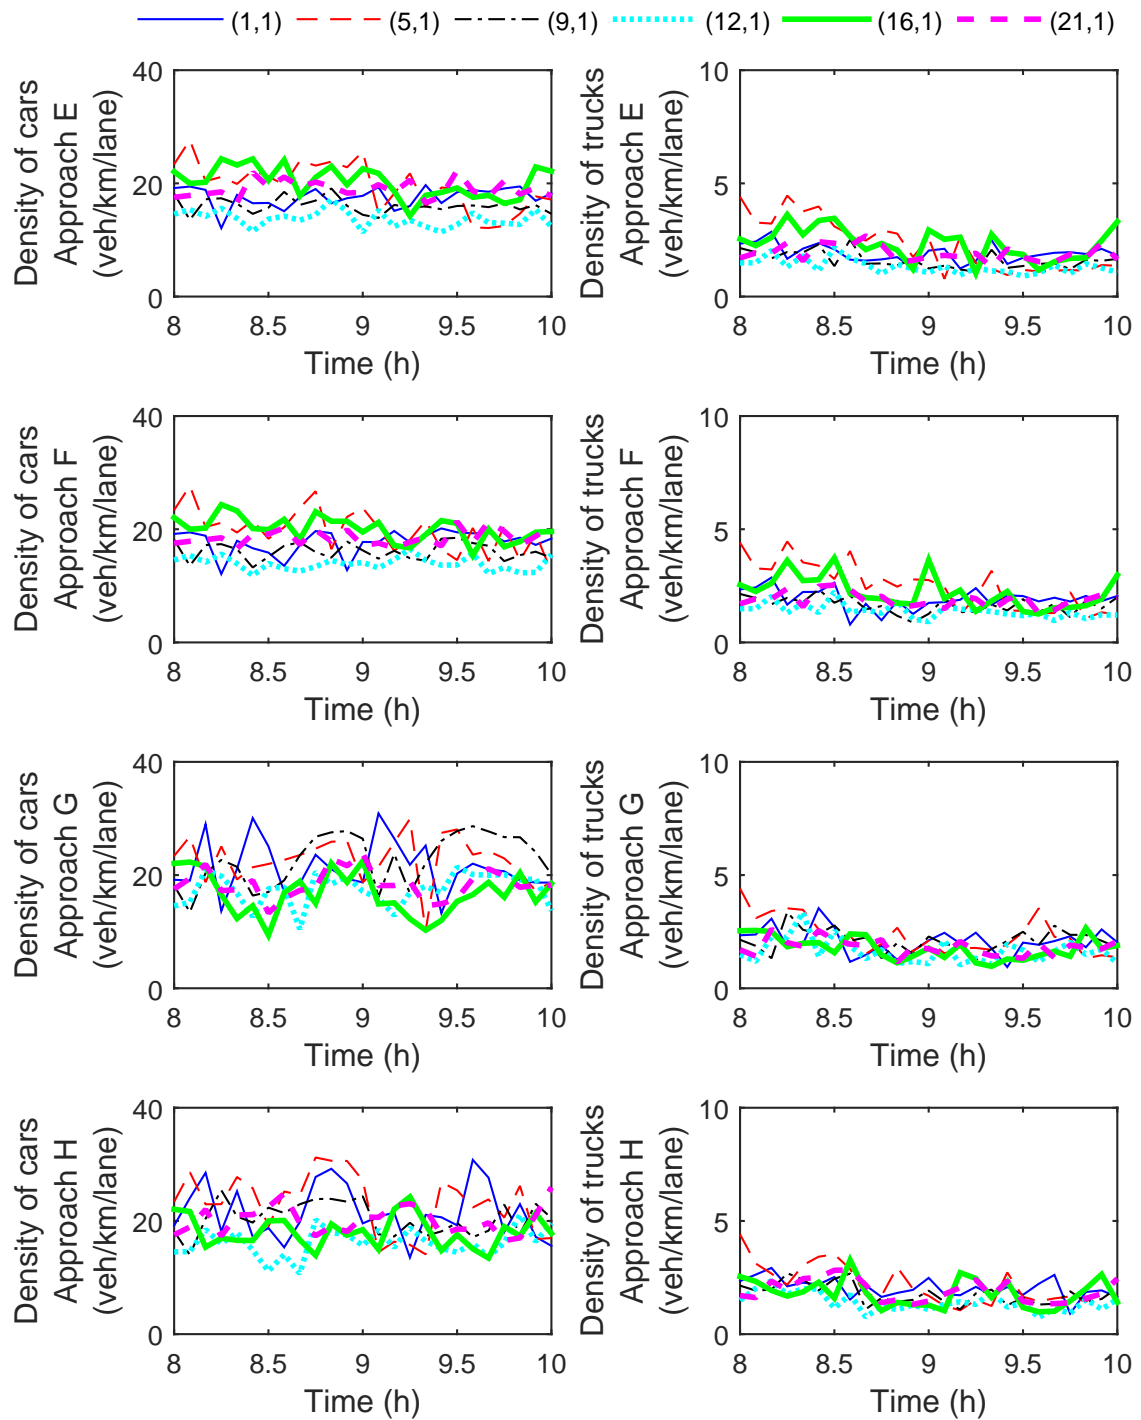 (1,1) (5,1) (9,1) (12,1) (16,1) (21,1)
Density of cars
Approach E
(veh/km/lane)
40
20
0
8 8.5 9 9.5 10
Time (h)
Density of trucks
Approach E
(veh/km/lane)
10
5
0
8 8.5 9 9.5 10
Time (h)
Density of cars
Approach F
(veh/km/lane)
40
20
0
8 8.5 9 9.5 10
Time (h)
Density of trucks
Approach F
(veh/km/lane)
10
5
0
8 8.5 9 9.5 10
Time (h)
Density of cars
Approach G
(veh/km/lane)
40
20
0
8 8.5 9 9.5 10
Time (h)
Density of trucks
Approach G
(veh/km/lane)
10
5
0
8 8.5 9 9.5 10
Time (h)
Density of cars
Approach H
(veh/km/lane)
40
20
0
8 8.5 9 9.5 10
Time (h)
Density of trucks
Approach H
(veh/km/lane)
10
5
0
8 8.5 9 9.5 10
Time (h)